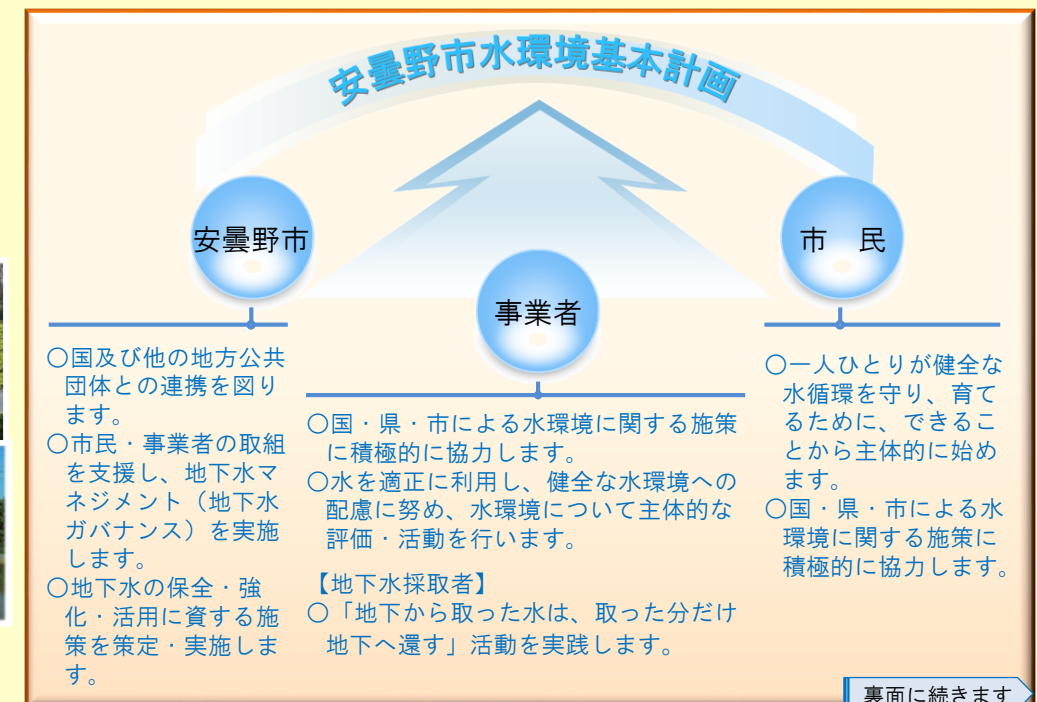 安曇野市水環境基本計画
安曇野市
○国及び他の地方公共
団体との連携を図り
ます。
○市民・事業者の取組
を支援し、地下水マ
ネジメント（地下水
ガバナンス）を実施
します。
○地下水の保全・強
化・活用に資する施
策を策定・実施しま
す。
事業者
○国・県・市による水環境に関する施策
に積極的に協力します。
○水を適正に利用し、健全な水環境への
配慮に努め、水環境について主体的な
評価・活動を行います。
【地下水採取者】
○「地下から取った水は、取った分だけ
地下へ還す」活動を実践します。
市　民
○一人ひとりが健全な
水循環を守り、育て
るために、できるこ
とから主体的に始め
ます。
○国・県・市による水
環境に関する施策に
積極的に協力します。
裏面に続きます